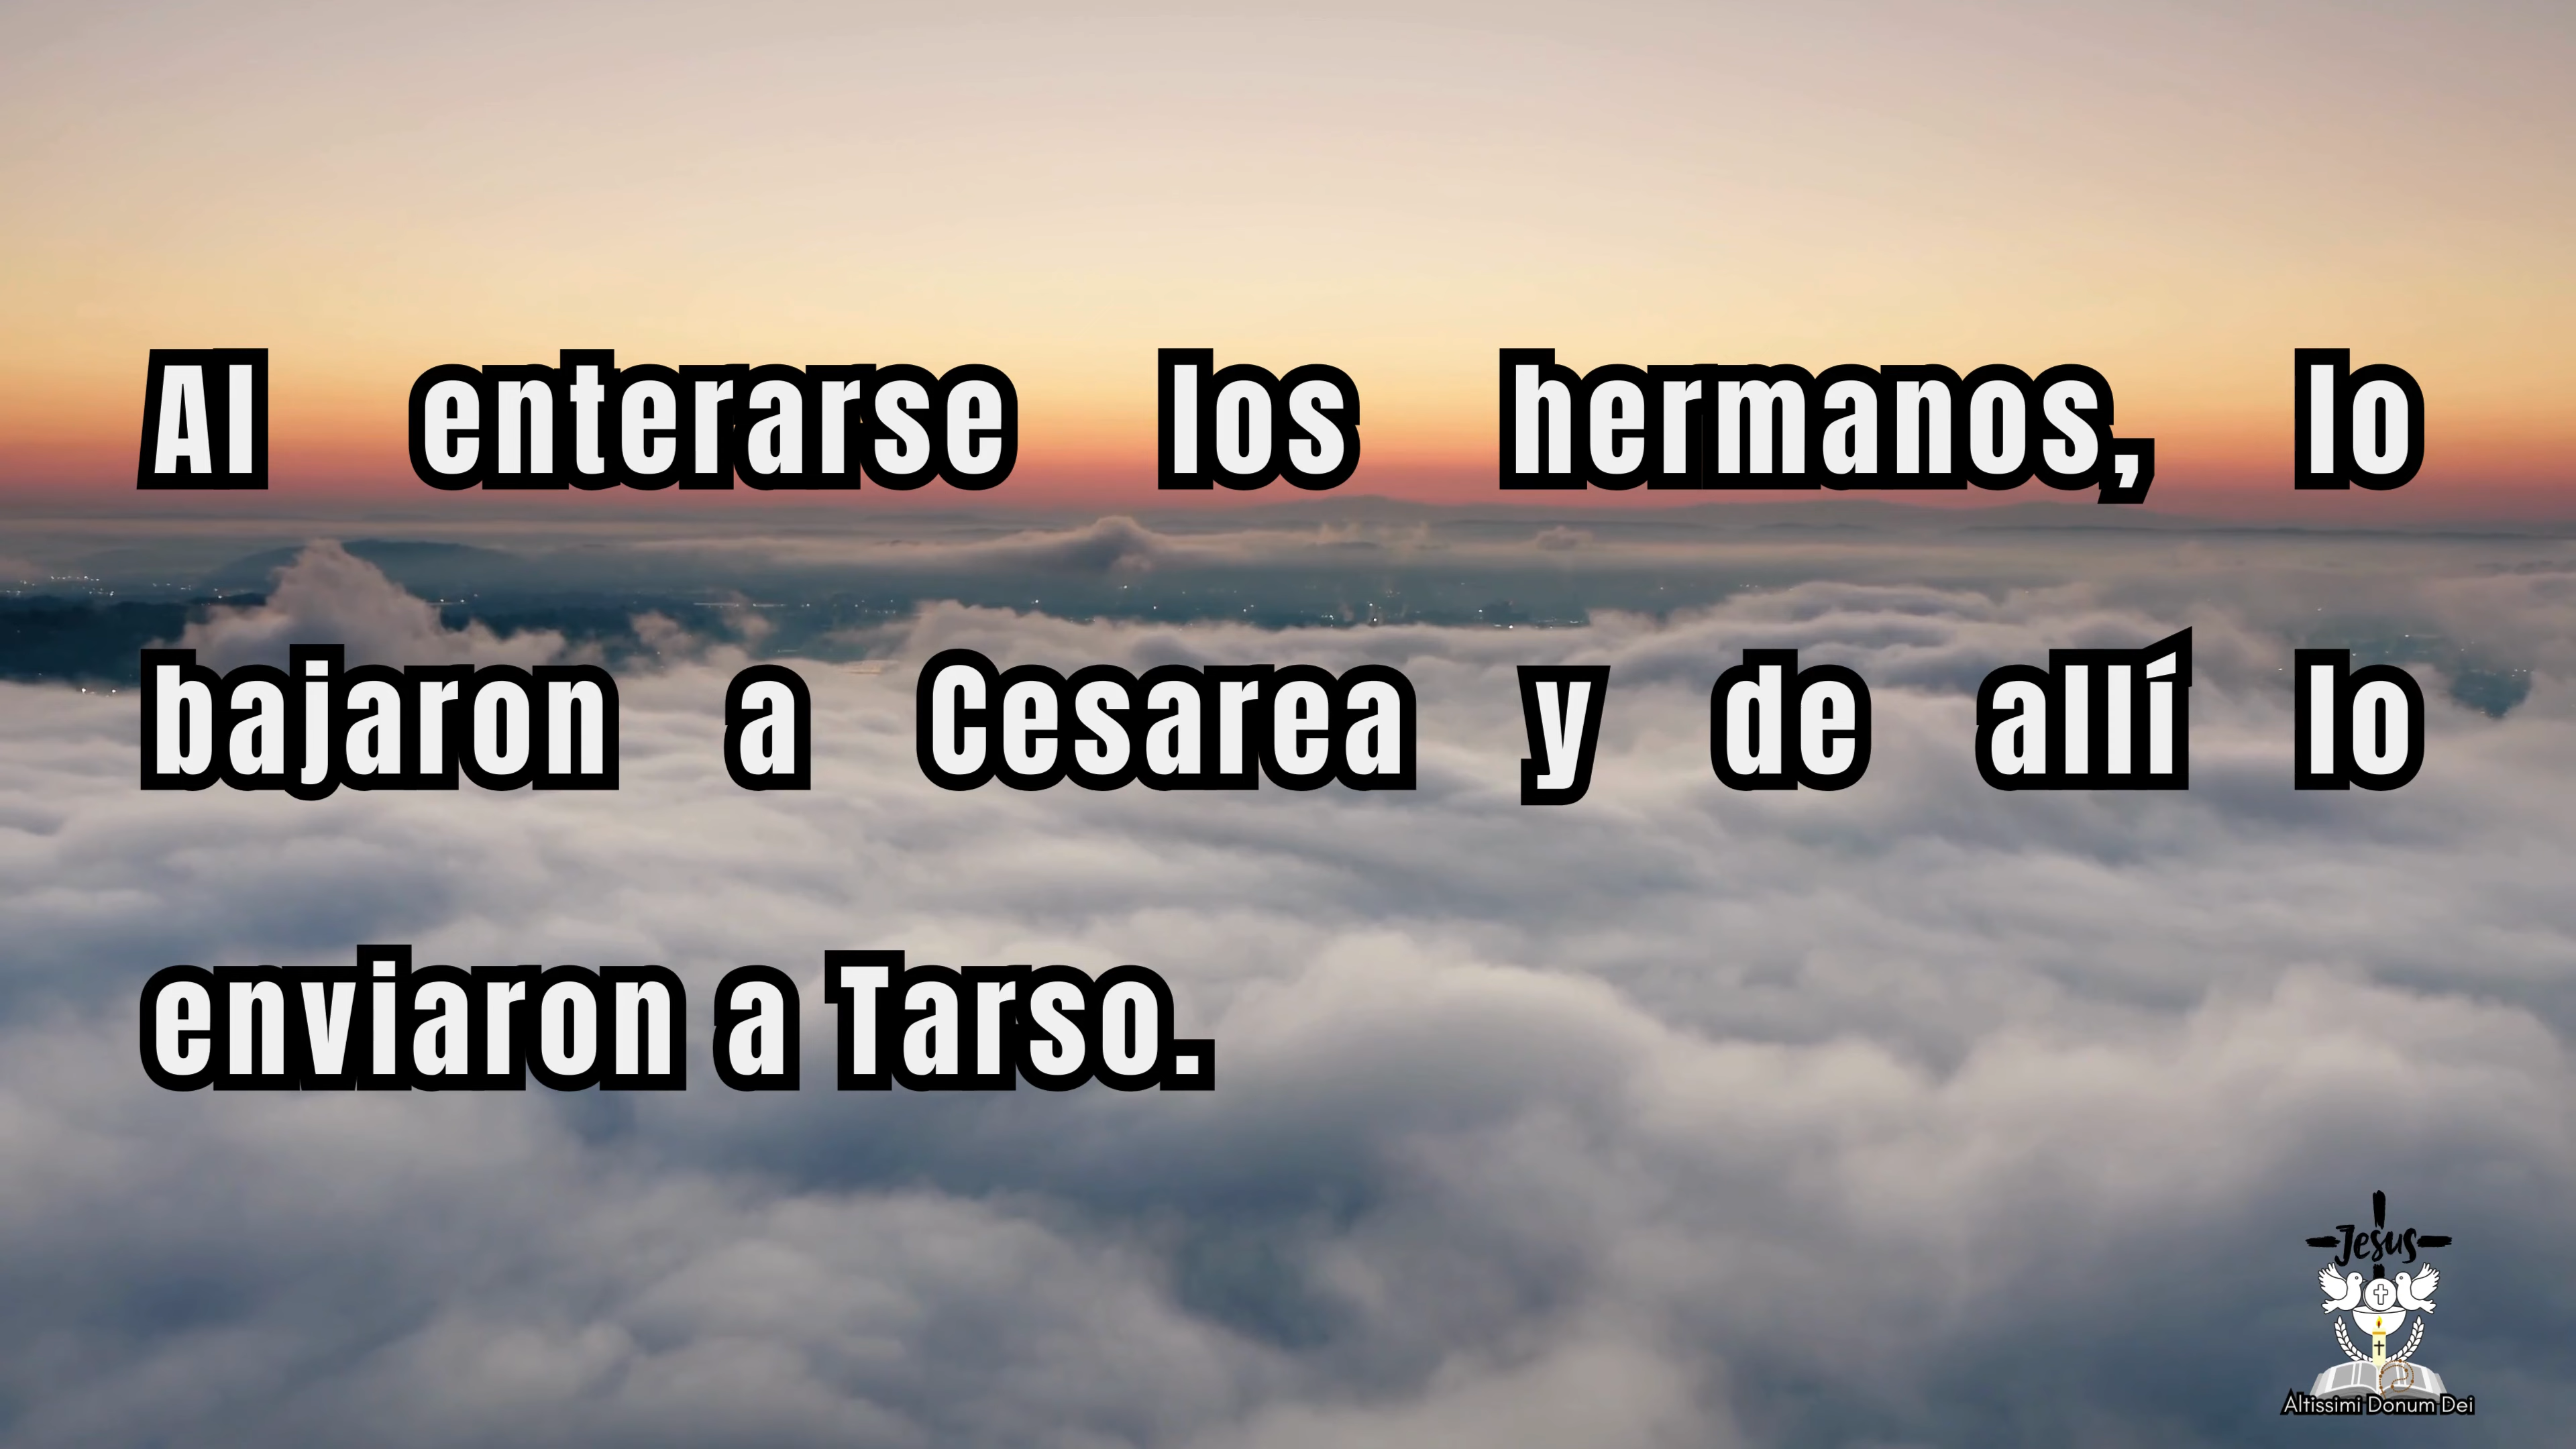 Al enterarse los hermanos, lo
bajaron a Cesarea y de allí lo
enviaron a Tarso.
Jesus
Altissimi Donum Dei